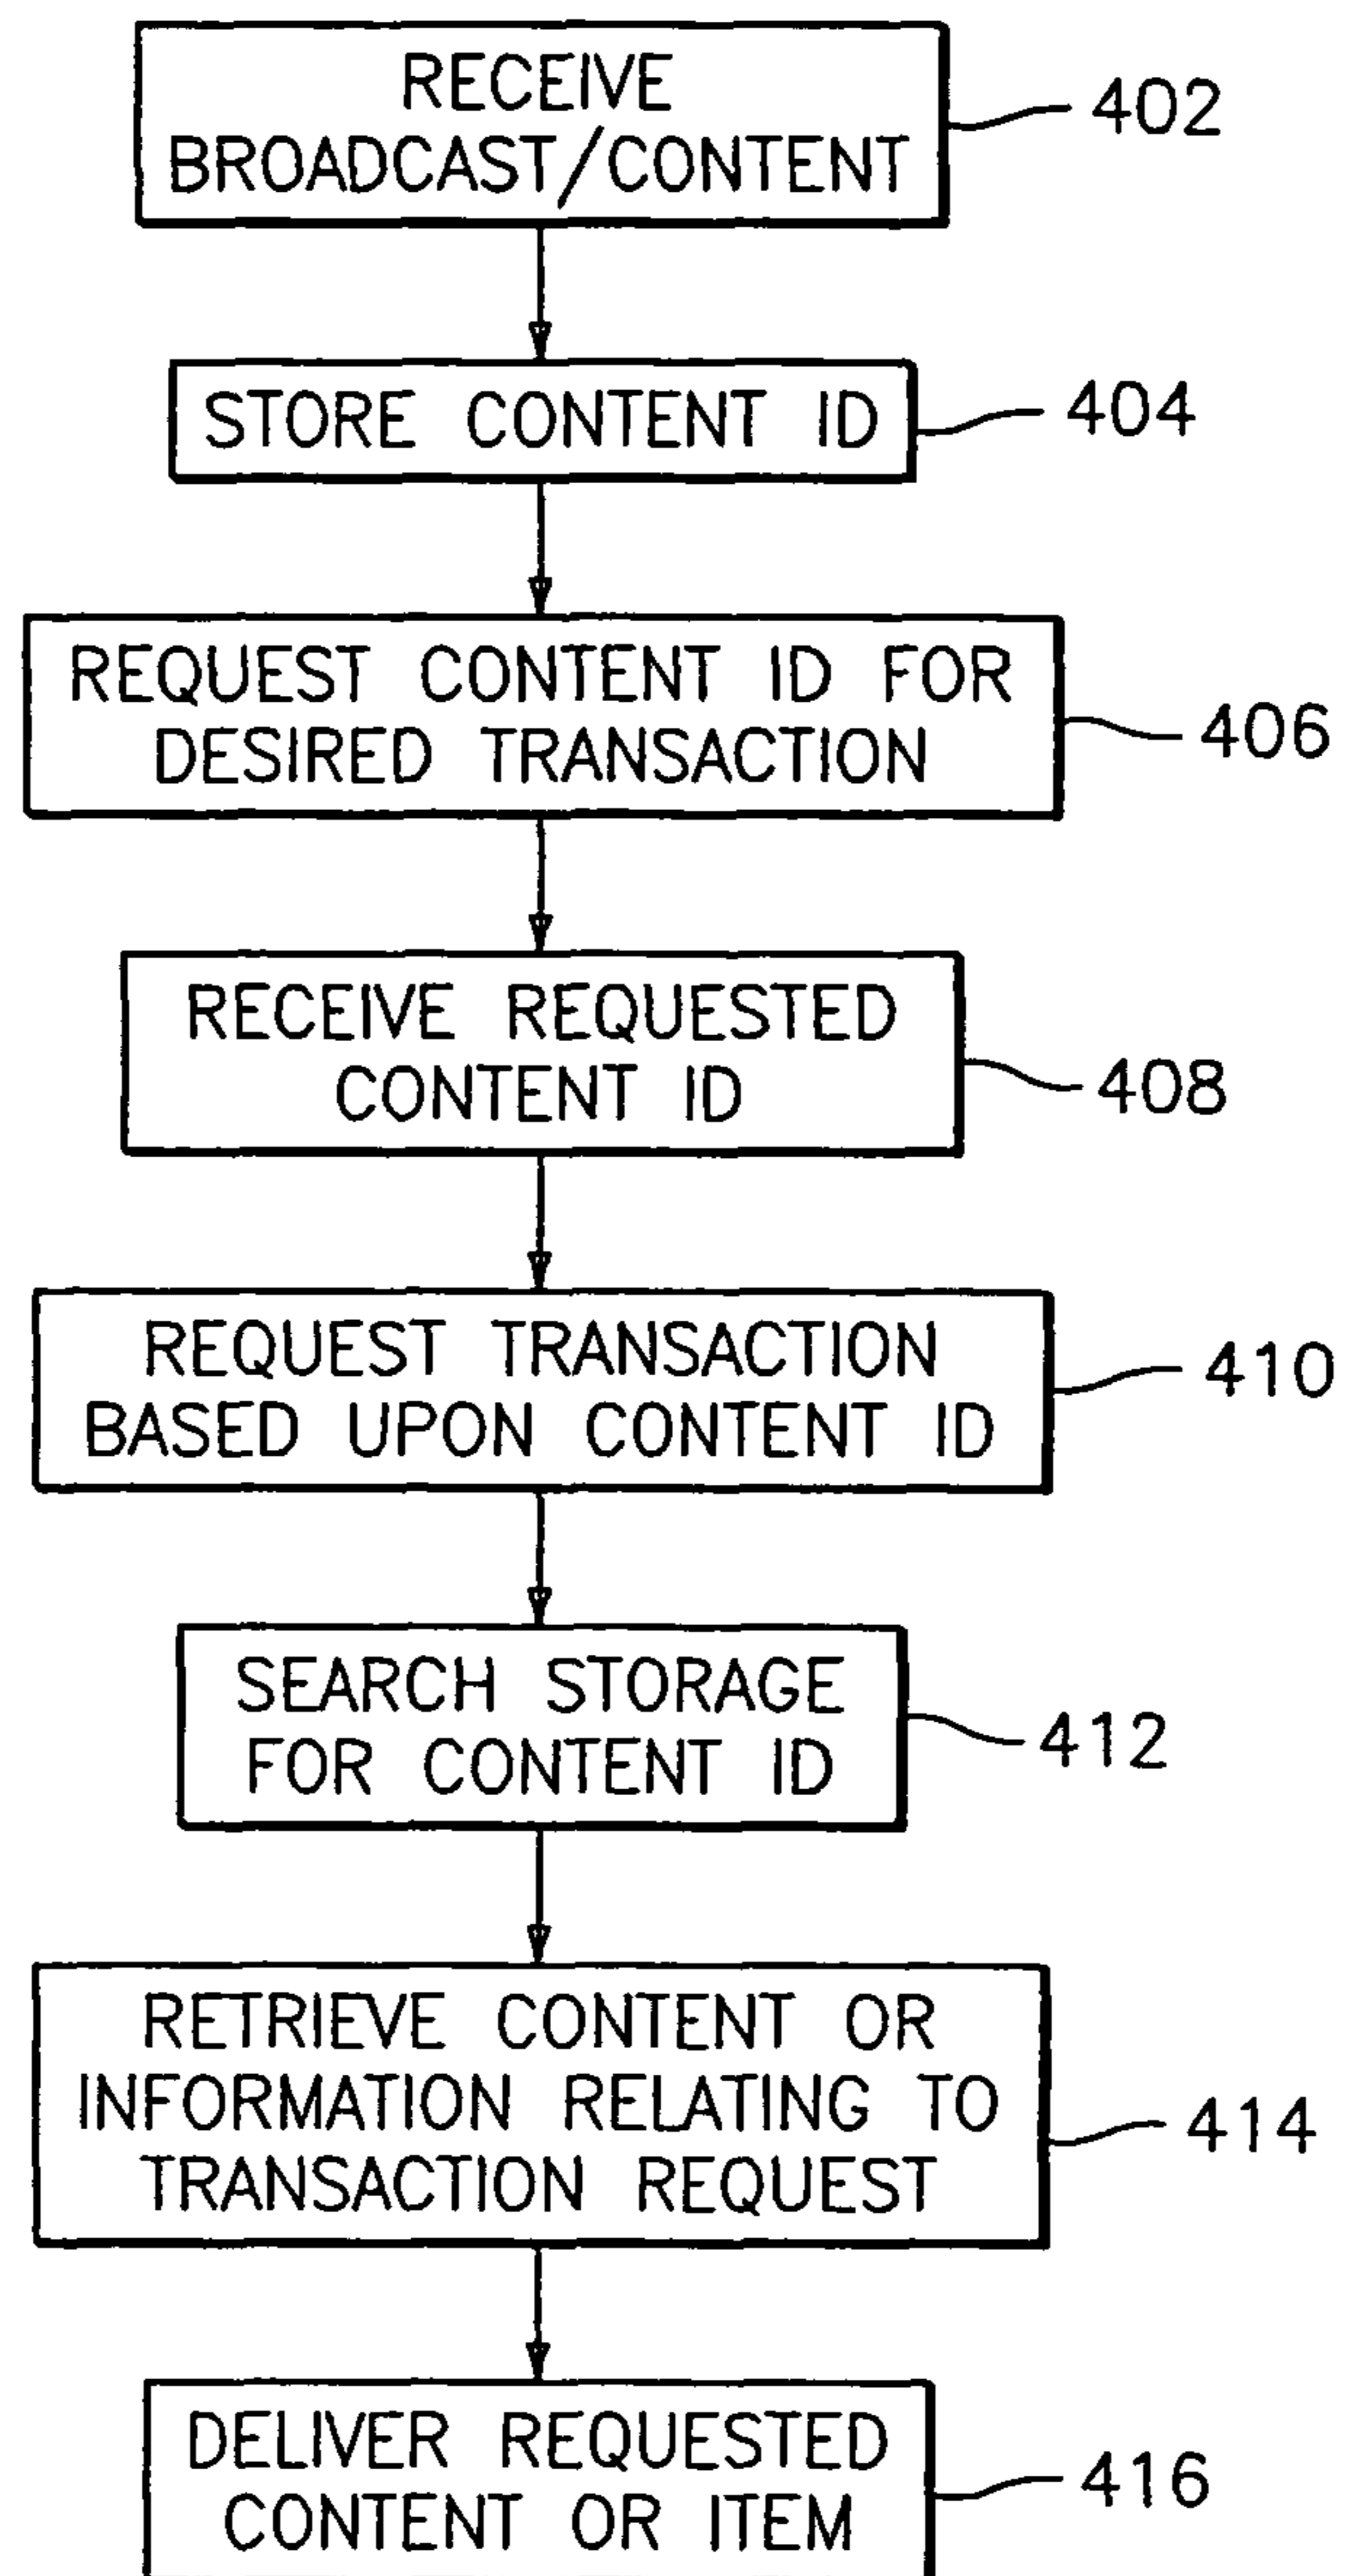 RECEIVE
BROADCAST/CONTENT
402
STORE CONTENT ID
404
REQUEST CONTENT ID FOR
DESIRED TRANSACTION
406
RECEIVE REQUESTED
CONTENT ID
408
REQUEST TRANSACTION
BASED UPON CONTENT ID
410
SEARCH STORAGE
FOR CONTENT ID
412
RETRIEVE CONTENT OR
INFORMATION RELATING TO
TRANSACTION REQUEST
414
DELIVER REQUESTED
CONTENT OR ITEM
416